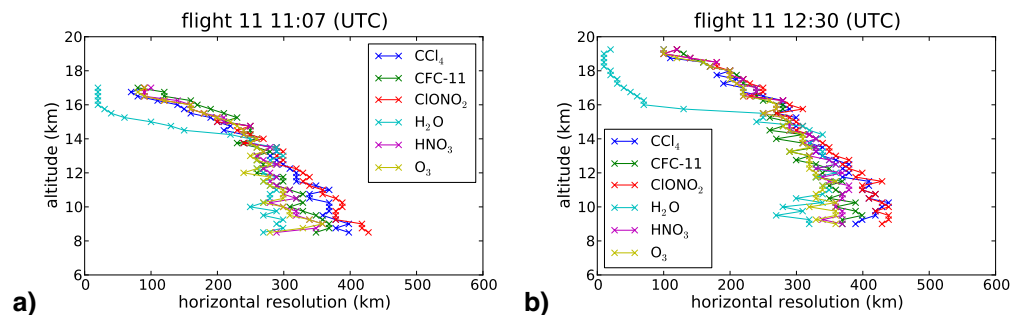 flight 11 11:07 (UTC)
20
18
16
14
12
10
8
6
altitude (km)
CCl₄
CFC-11
ClONO₂
H₂O
HNO₃
O₃
0 100 200 300 400 500 600
horizontal resolution (km)
a)
flight 11 12:30 (UTC)
20
18
16
14
12
10
8
6
altitude (km)
CCl₄
CFC-11
ClONO₂
H₂O
HNO₃
O₃
0 100 200 300 400 500 600
horizontal resolution (km)
b)